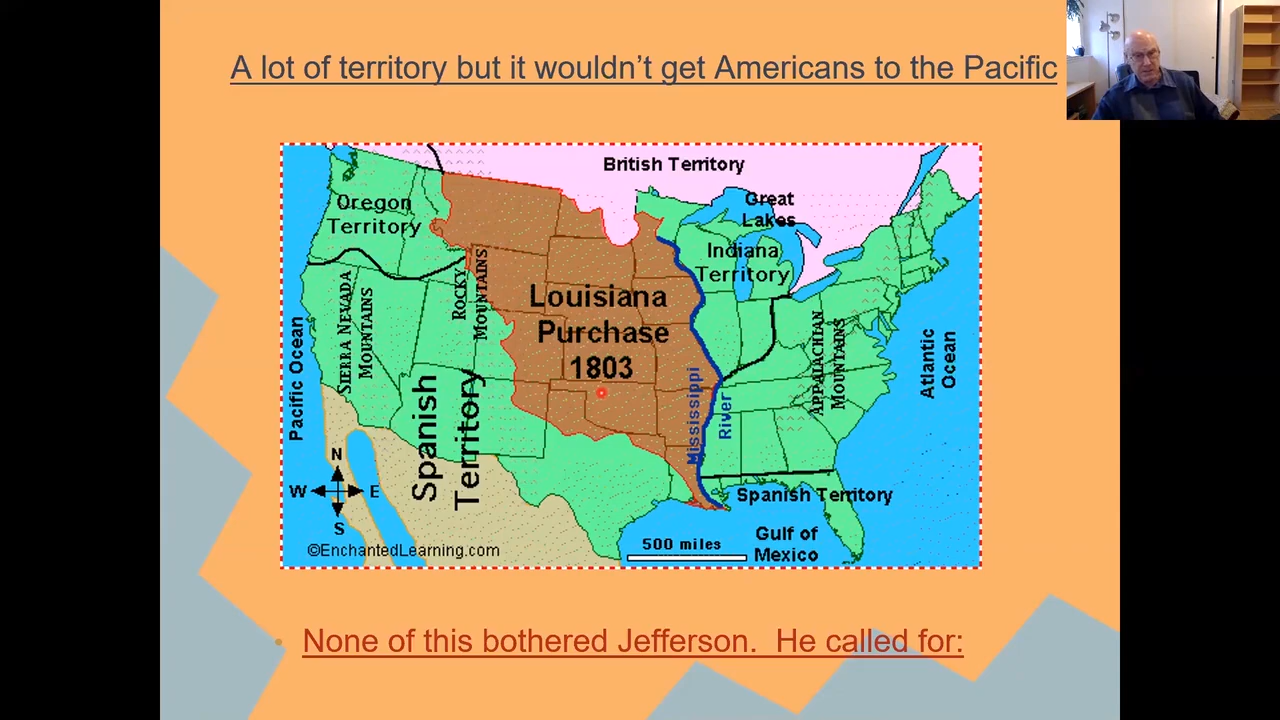 A lot of territory but it wouldn't get Americans to the Pacific
British Territory
Great
Lakes
Oregon
Territory
Indiana
Territory
ROCKY
MOUNTAINS
SIERRA NEVADA
MOUNTAINS
Louisiana
Purchase
1803
APPALACHIAN
MOUNTAINS
Pacific Ocean
Atlantic
Ocean
Spanish
Territory
Mississippi
River
N
W E
S
Spanish Territory
Gulf of
Mexico
500 miles
©EnchantedLearning.com
• None of this bothered Jefferson. He called for: